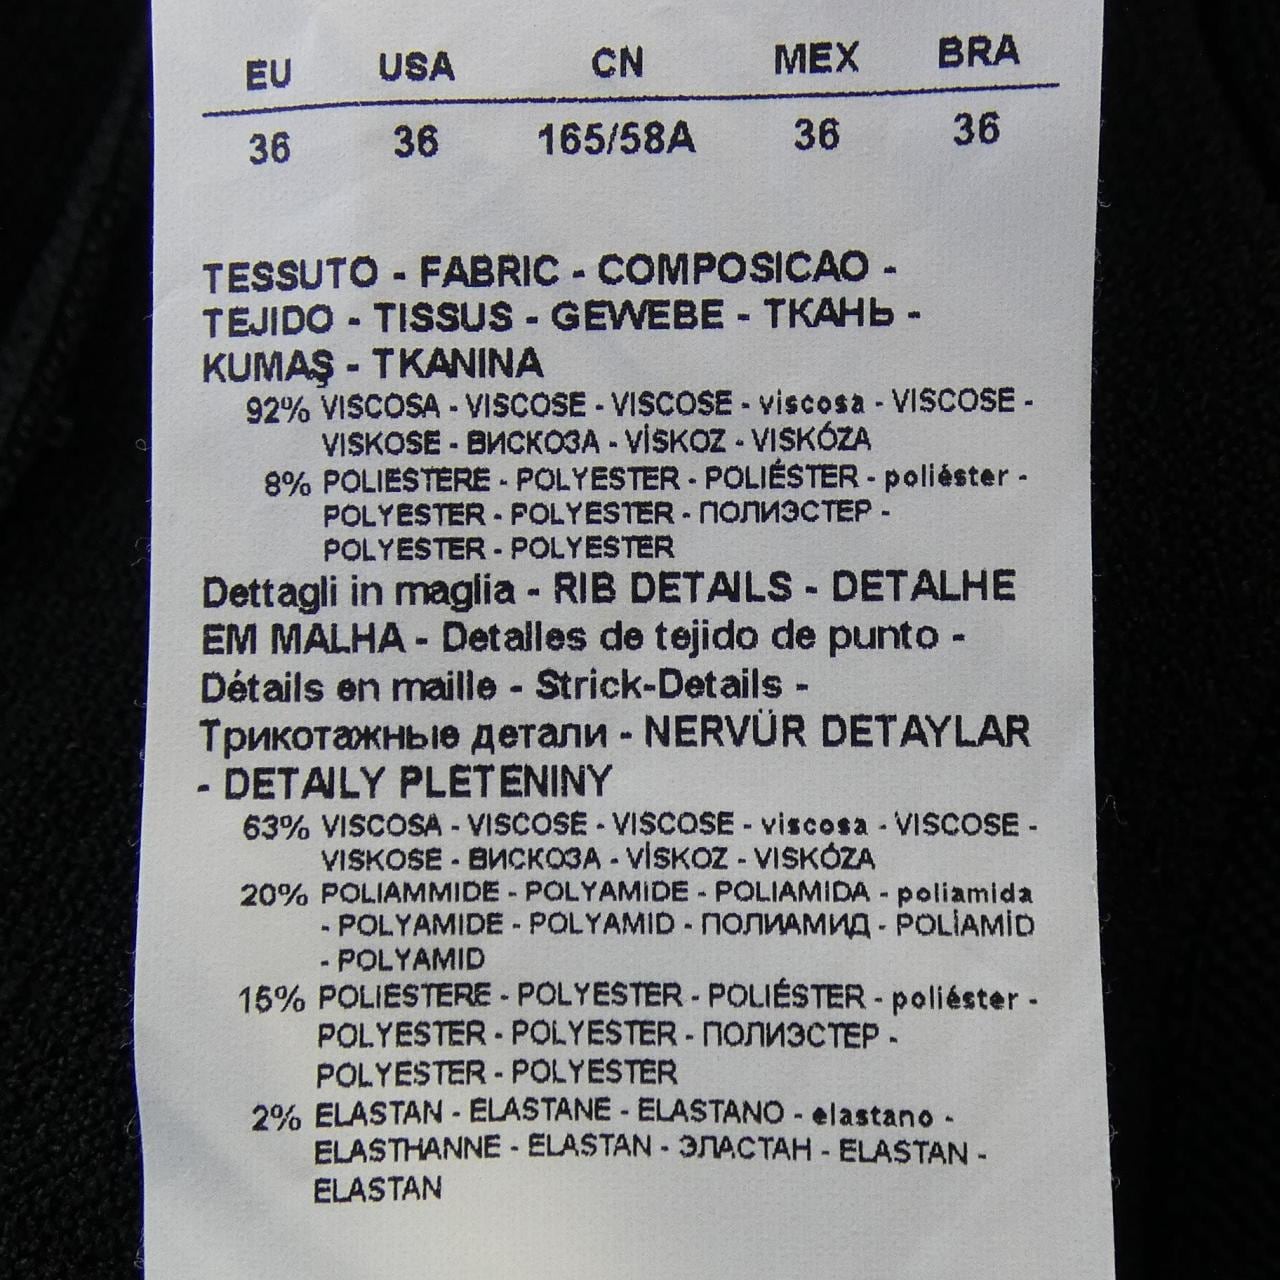 EU USA CN MEX BRA
36 36 165/58A 36 36
TESSUTO - FABRIC - COMPOSICAO -
TEJIDO - TISSUS - GEWEBE - ТКАНЬ -
KUMAŞ - TKANINA
92% VISCOSA - VISCOSE - VISCOSE - viscosa - VISCOSE -
VISKOSE - ВИСКОЗА - VİSKOZ - VISKÓZA
8% POLIESTERE - POLYESTER - POLIÉSTER - poliéster -
POLYESTER - POLYESTER - ПОЛИЭСТЕР -
POLYESTER - POLYESTER
Dettagli in maglia - RIB DETAILS - DETALHE
EM MALHA - Detalles de tejido de punto -
Détails en maille - Strick-Details -
Трикотажные детали - NERVÜR DETAYLAR
- DETAILY PLETENINY
63% VISCOSA - VISCOSE - VISCOSE - viscosa - VISCOSE -
VISKOSE - ВИСКОЗА - VİSKOZ - VISKÓZA
20% POLIAMMIDE - POLYAMIDE - POLIAMIDA - poliamida
- POLYAMIDE - POLYAMID - ПОЛИАМИД - POLİAMİD
- POLYAMID
15% POLIESTERE - POLYESTER - POLIÉSTER - poliéster -
POLYESTER - POLYESTER - ПОЛИЭСТЕР -
POLYESTER - POLYESTER
2% ELASTAN - ELASTANE - ELASTANO - elastano -
ELASTHANNE - ELASTAN - ЭЛАСТАН - ELASTAN -
ELASTAN